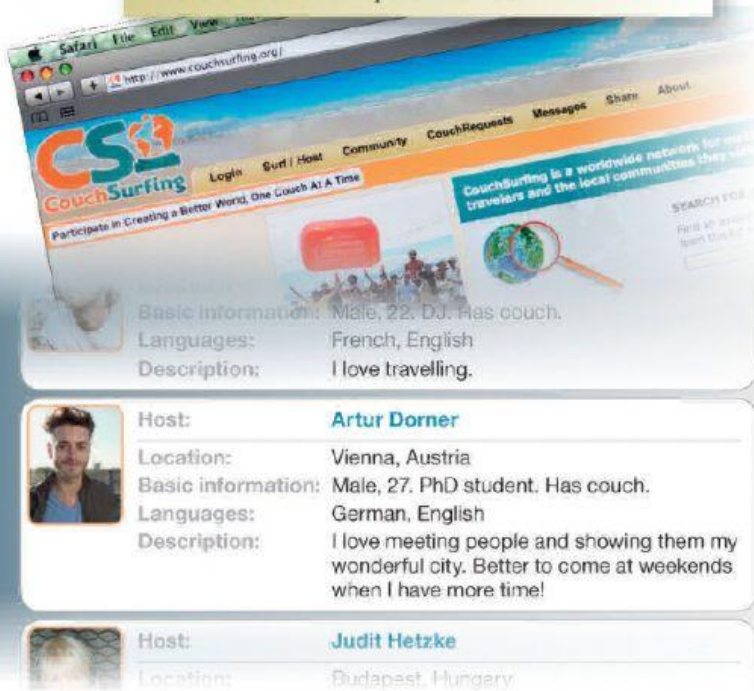 Safari File Edit View
http://www.couchsurfing.org/
CS
CouchSurfing
Login Surf / Host Community CouchRequests Messages Share About
Participate in Creating a Better World, One Couch At A Time
CouchSurfing is a worldwide network for
travelers and the local communities they
SEARCH FOR
Basic information: Male, 22. DJ. Has couch.
Languages: French, English
Description: I love travelling.
Host: Artur Dorner
Location: Vienna, Austria
Basic information: Male, 27. PhD student. Has couch.
Languages: German, English
Description: I love meeting people and showing them my
wonderful city. Better to come at weekends
when I have more time!
Host: Judit Hetzke
Location: Budapest, Hungary